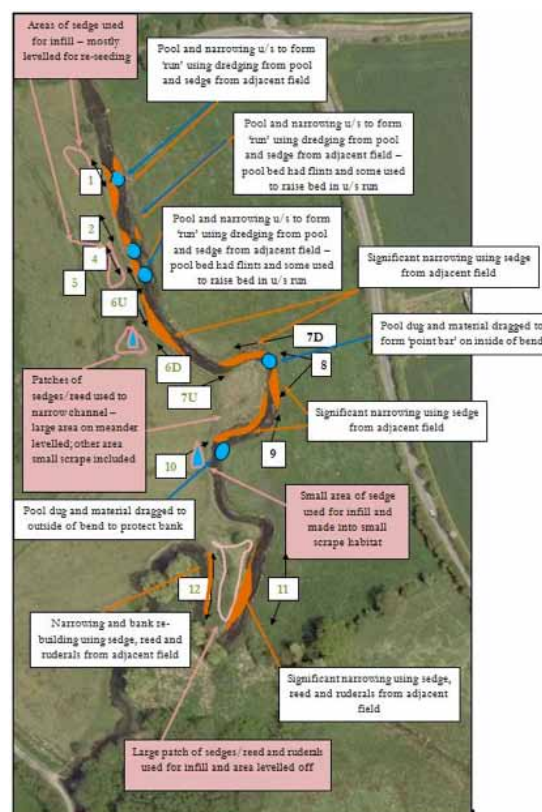 Areas of sedge used
for infill – mostly
levelled for re-seeding
Pool and narrowing u/s to form
'run' using dredging from pool
and sedge from adjacent field
Pool and narrowing u/s to form
'run' using dredging from pool
and sedge from adjacent field –
pool bed had flints and some used
to raise bed in u/s run
1
2
4
5
Pool and narrowing u/s to form
'run' using dredging from pool
and sedge from adjacent field –
pool bed had flints and some used
to raise bed in u/s run
Significant narrowing using sedge
from adjacent field
6U
7D
Pool dug and material dragged to
form 'point bar' on inside of bend
8
6D
7U
Patches of
sedges/reed used to
narrow channel –
large area on meander
levelled; other area
small scrape included
Significant narrowing using sedge
from adjacent field
9
10
Pool dug and material dragged to
outside of bend to protect bank
Small area of sedge
used for infill and
made into small
scrape habitat
12
11
Narrowing and bank re-
building using sedge, reed and
ruderals from adjacent field
Significant narrowing using sedge,
reed and ruderals from adjacent
field
Large patch of sedges/reed and ruderals
used for infill and area levelled off